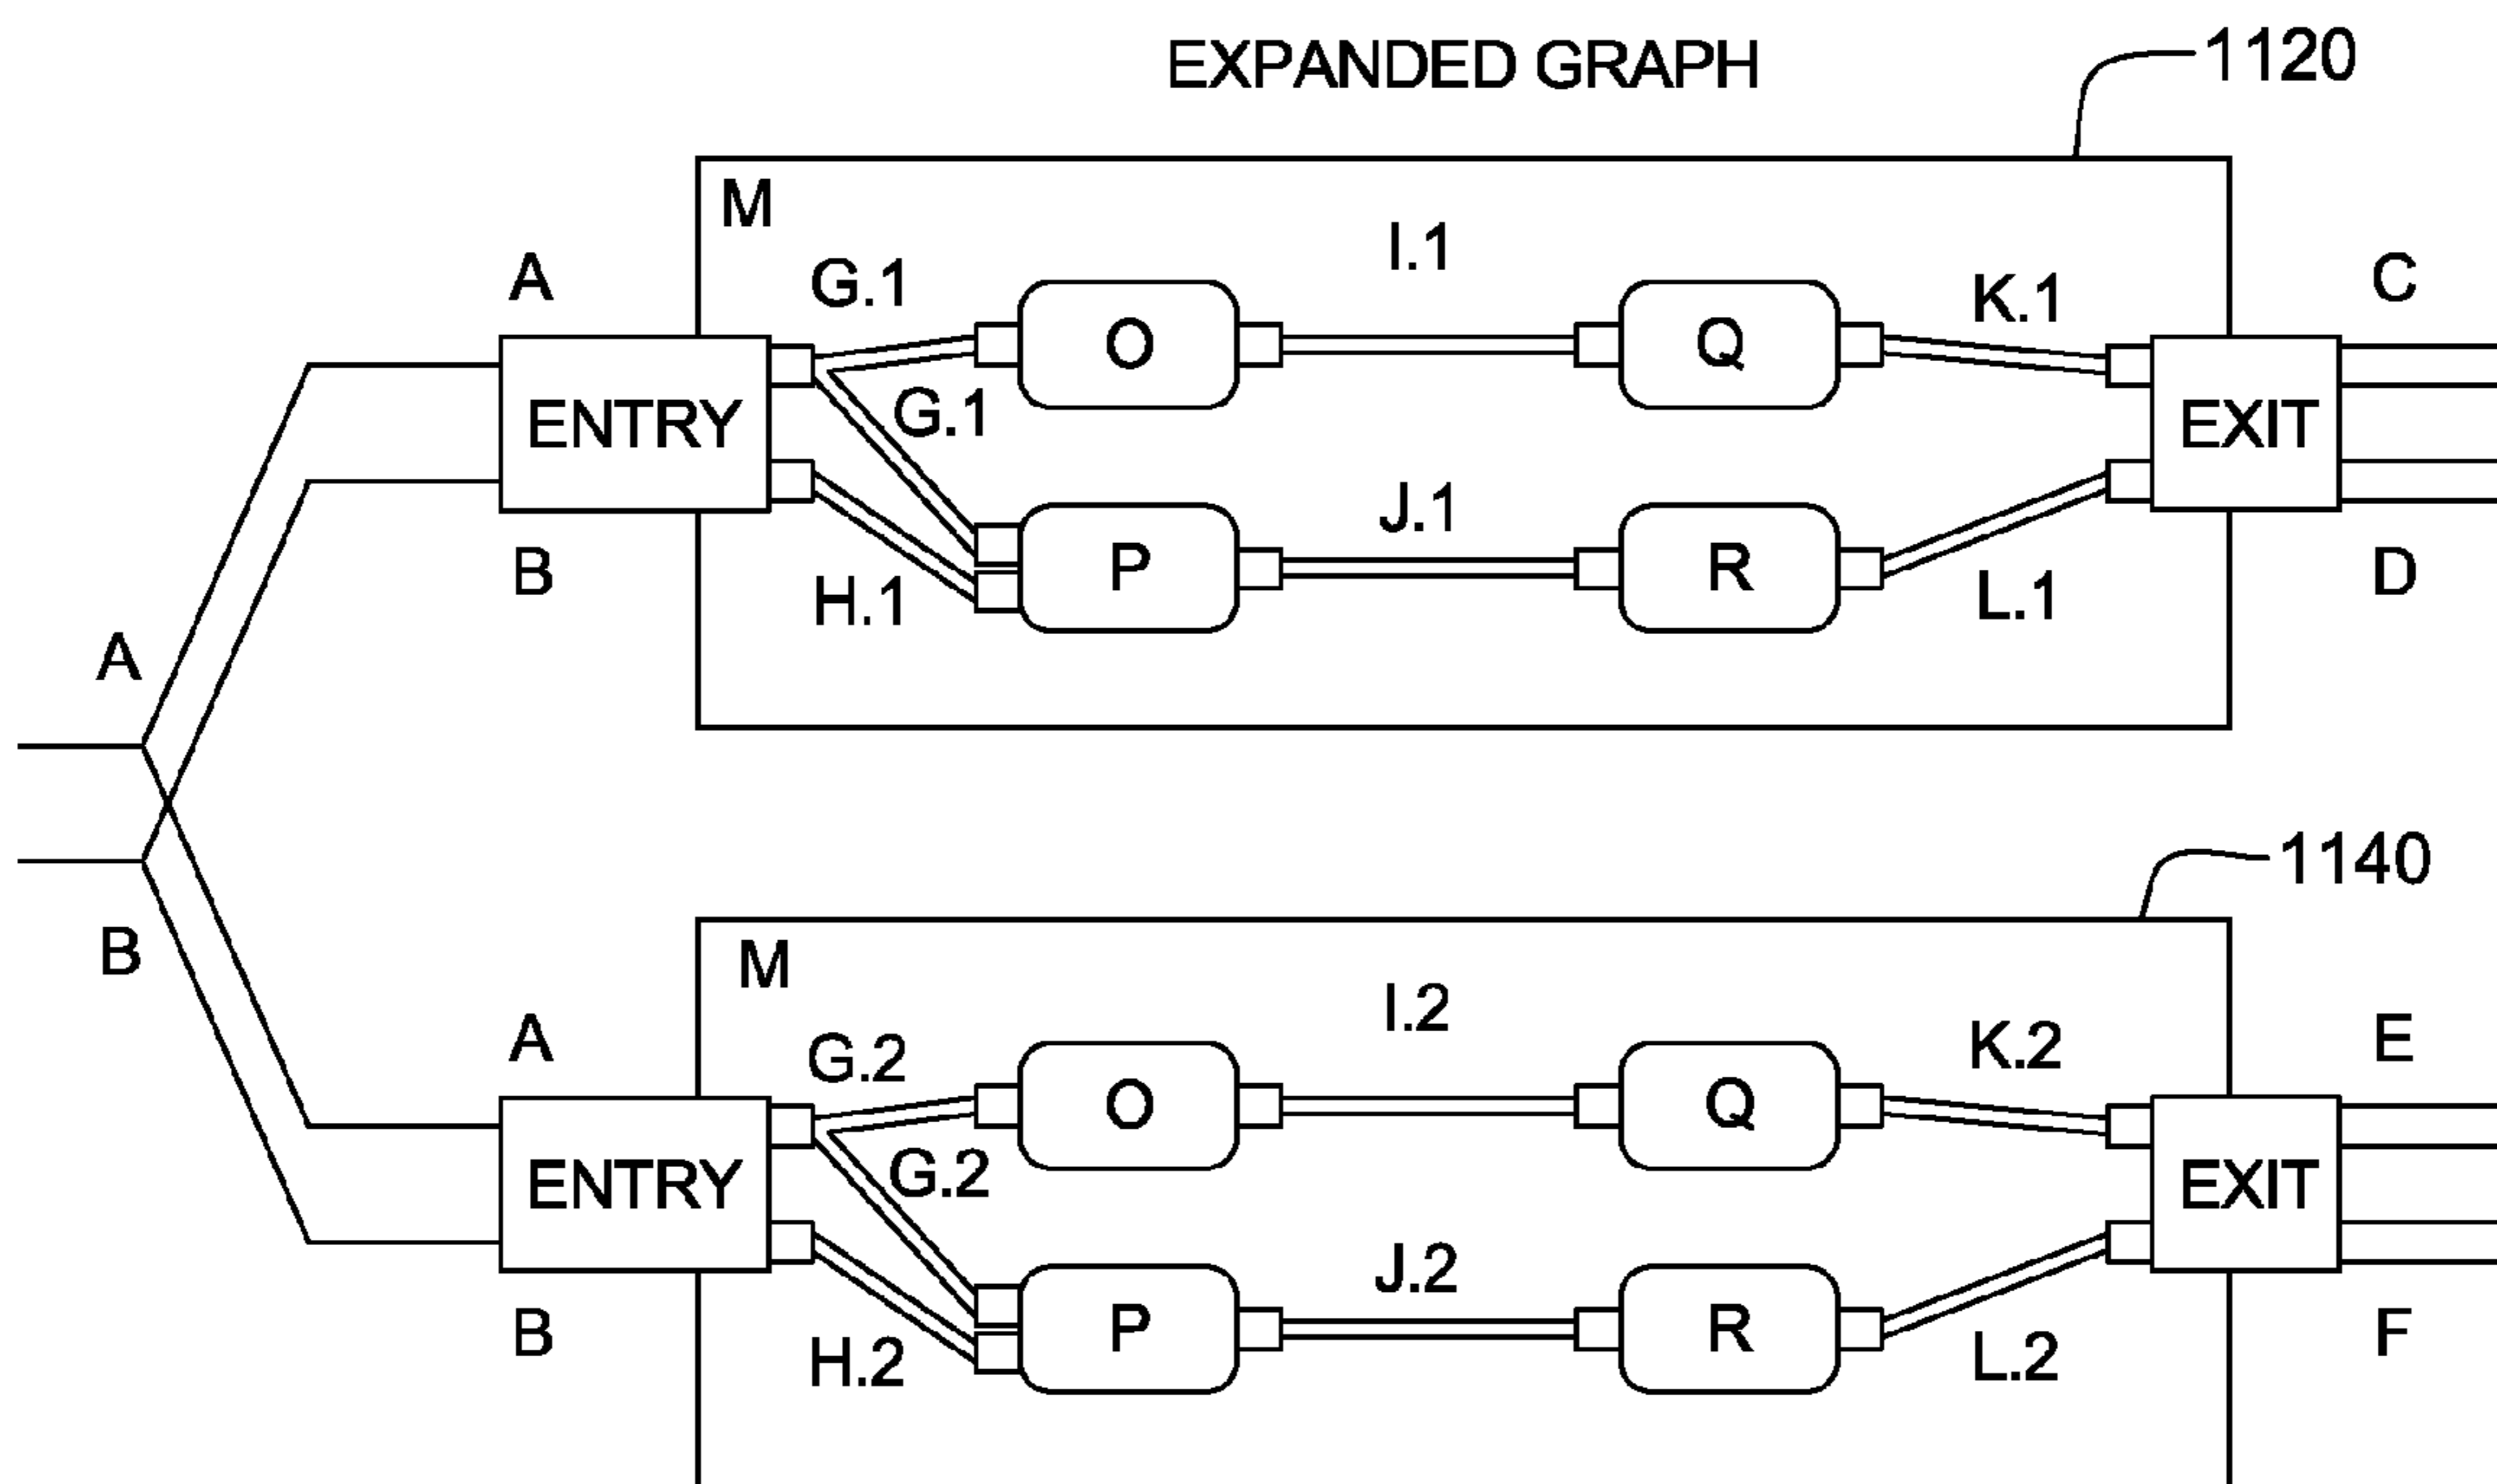 EXPANDED GRAPH
1120
M
A
G.1
I.1
K.1
C
O
Q
ENTRY
G.1
EXIT
B
H.1
P
J.1
R
L.1
D
A
B
1140
M
A
G.2
I.2
K.2
E
O
Q
ENTRY
G.2
EXIT
B
H.2
P
J.2
R
L.2
F